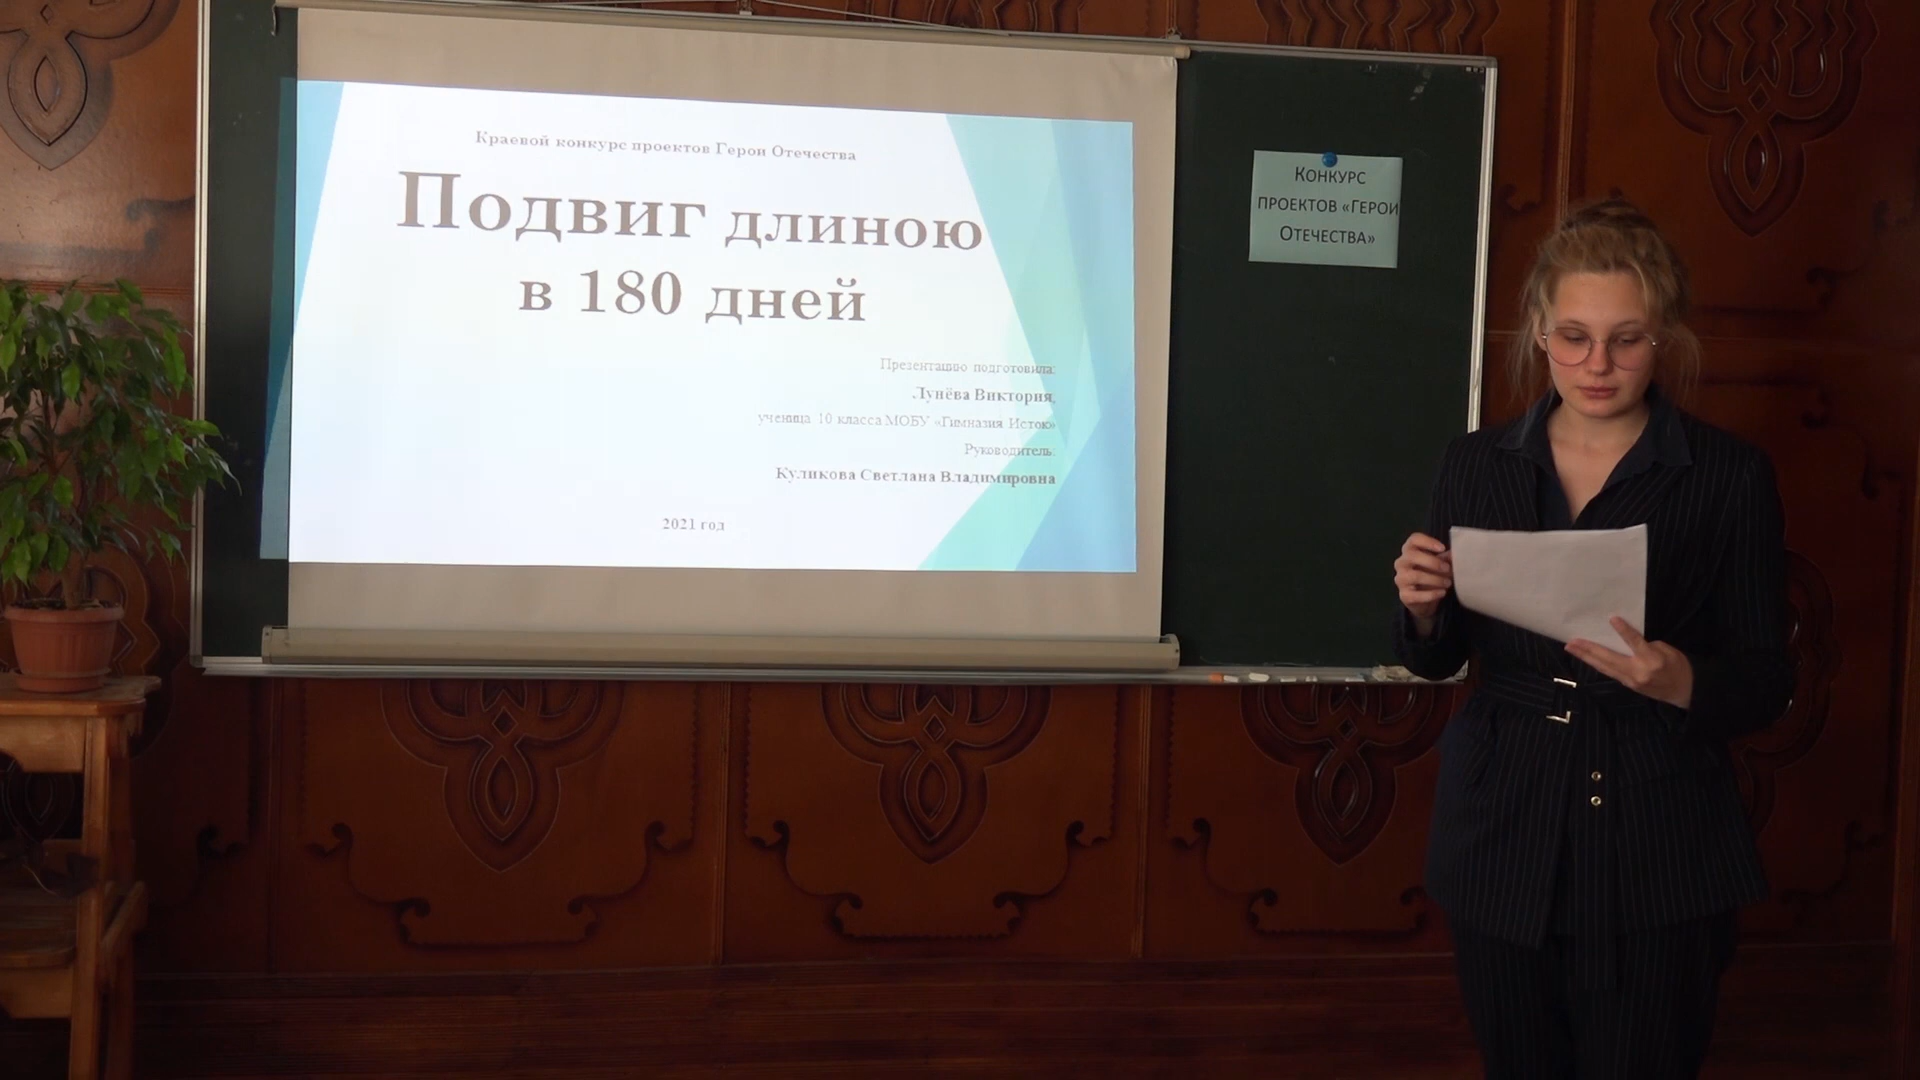 Краевой конкурс проектов Герои Отечества
Подвиг длиною
в 180 дней
Презентацию подготовила:
Лунёва Виктория,
ученица 10 класса МОБУ «Гимназия Исток»
Руководитель:
Куликова Светлана Владимировна
2021 год
Конкурс
проектов «Герои
Отечества»